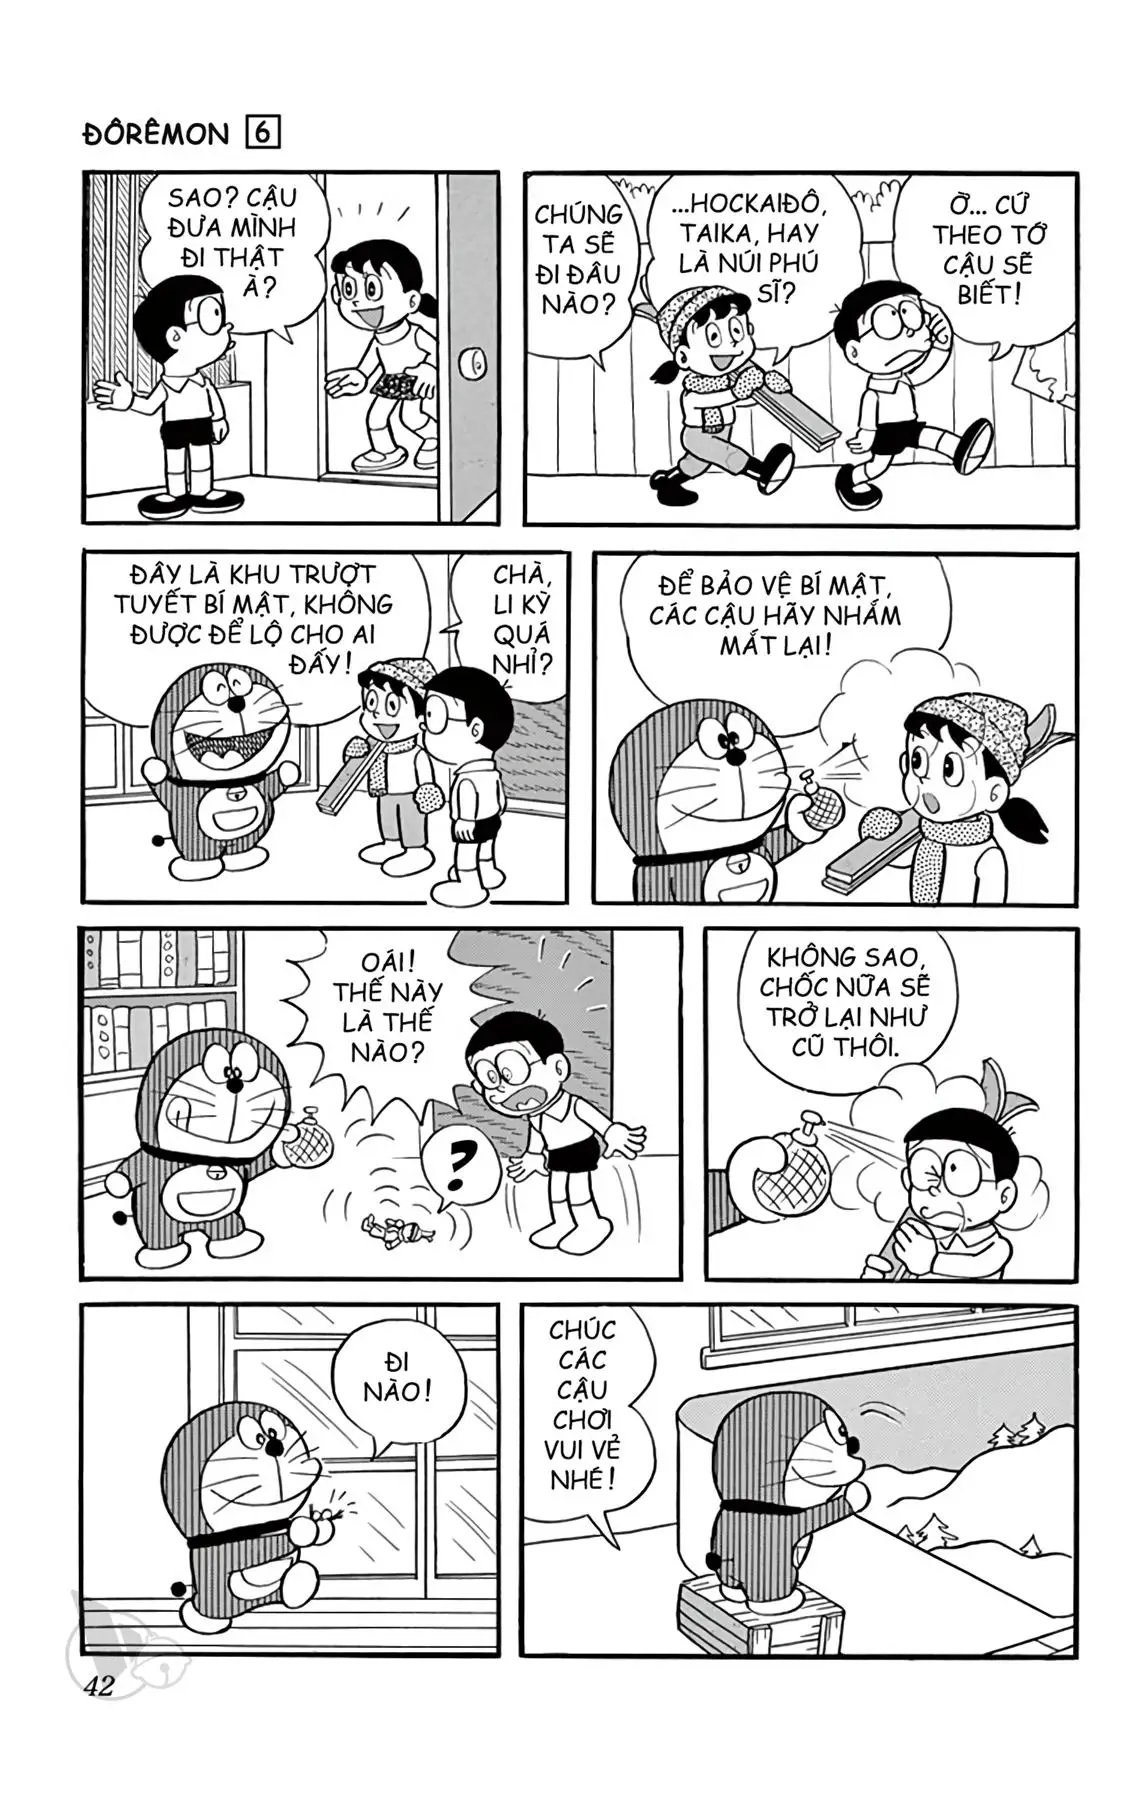 ĐÔRÊMON 6
SAO? CẬU
ĐƯA MÌNH
ĐI THẬT
À?
CHÚNG
TA SẼ
ĐI ĐÂU
NÀO?
...HOCKAIĐÔ,
TAIKA, HAY
LÀ NÚI PHÚ
SĨ?
Ờ... CỨ
THEO TỚ
CẬU SẼ
BIẾT!
ĐÂY LÀ KHU TRƯỢT
TUYẾT BÍ MẬT, KHÔNG
ĐƯỢC ĐỂ LỘ CHO AI
ĐẤY!
CHÀ,
LI KỲ
QUÁ
NHỈ?
ĐỂ BẢO VỆ BÍ MẬT,
CÁC CẬU HÃY NHẮM
MẮT LẠI!
OÁI!
THẾ NÀY
LÀ THẾ
NÀO?
?
KHÔNG SAO,
CHỐC NỮA SẼ
TRỞ LẠI NHƯ
CŨ THÔI.
ĐI
NÀO!
CHÚC
CÁC
CẬU
CHƠI
VUI VẺ
NHÉ!
42